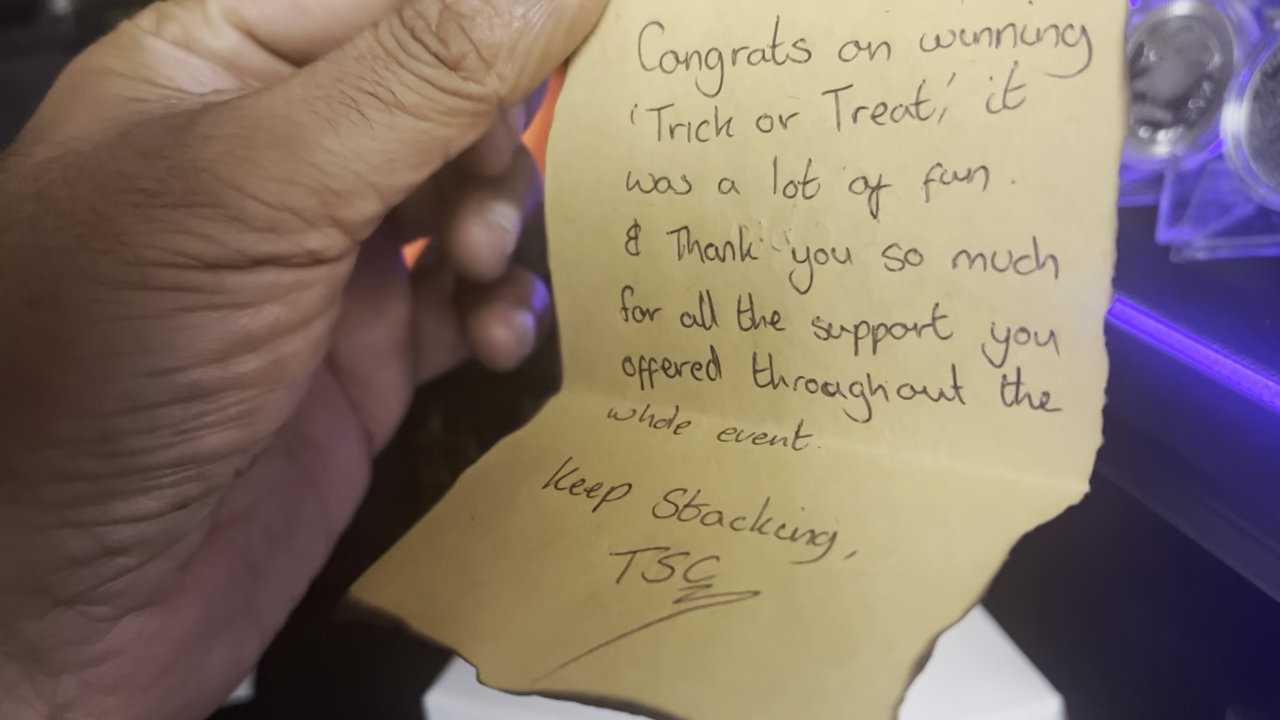 Congrats on winning
'Trick or Treat,' it
was a lot of fun.
& Thank you so much
for all the support you
offered throughout the
whole event.
Keep Stacking,
TSC